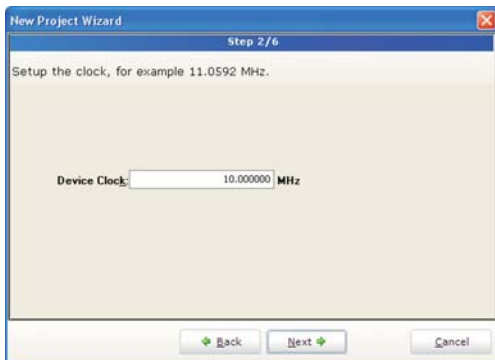 New Project Wizard
Step 2/6
Setup the clock, for example 11.0592 MHz.
Device Clock: 10.000000 MHz
Back Next Cancel